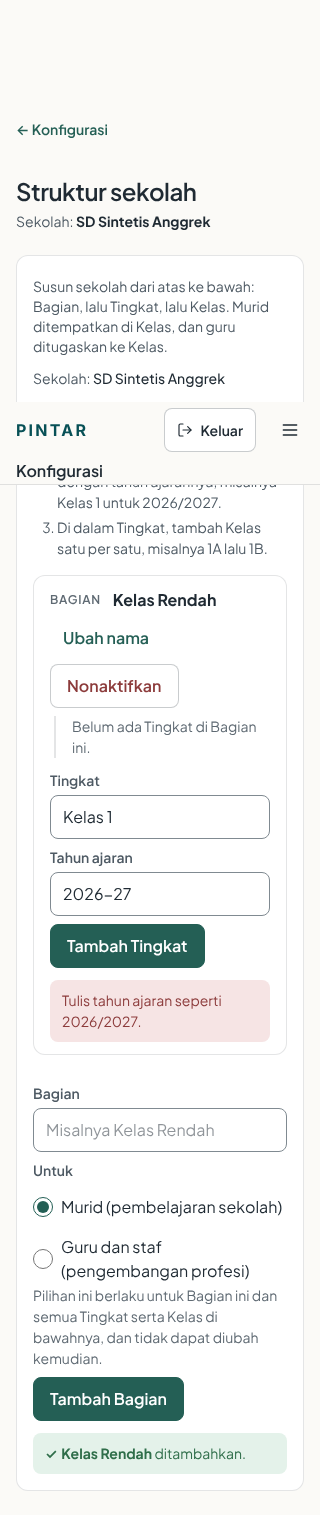 ← Konfigurasi
Struktur sekolah
Sekolah: SD Sintetis Anggrek
Susun sekolah dari atas ke bawah:
Bagian, lalu Tingkat, lalu Kelas. Murid
ditempatkan di Kelas, dan guru
ditugaskan ke Kelas.
Sekolah: SD Sintetis Anggrek
PINTAR
Keluar
Konfigurasi
dengan tahun ajarannya, misalnya
Kelas 1 untuk 2026/2027.
3. Di dalam Tingkat, tambah Kelas
satu per satu, misalnya 1A lalu 1B.
BAGIAN Kelas Rendah
Ubah nama
Nonaktifkan
Belum ada Tingkat di Bagian
ini.
Tingkat
Kelas 1
Tahun ajaran
2026–27
Tambah Tingkat
Tulis tahun ajaran seperti
2026/2027.
Bagian
Misalnya Kelas Rendah
Untuk
Murid (pembelajaran sekolah)
Guru dan staf
(pengembangan profesi)
Pilihan ini berlaku untuk Bagian ini dan
semua Tingkat serta Kelas di
bawahnya, dan tidak dapat diubah
kemudian.
Tambah Bagian
✓ Kelas Rendah ditambahkan.